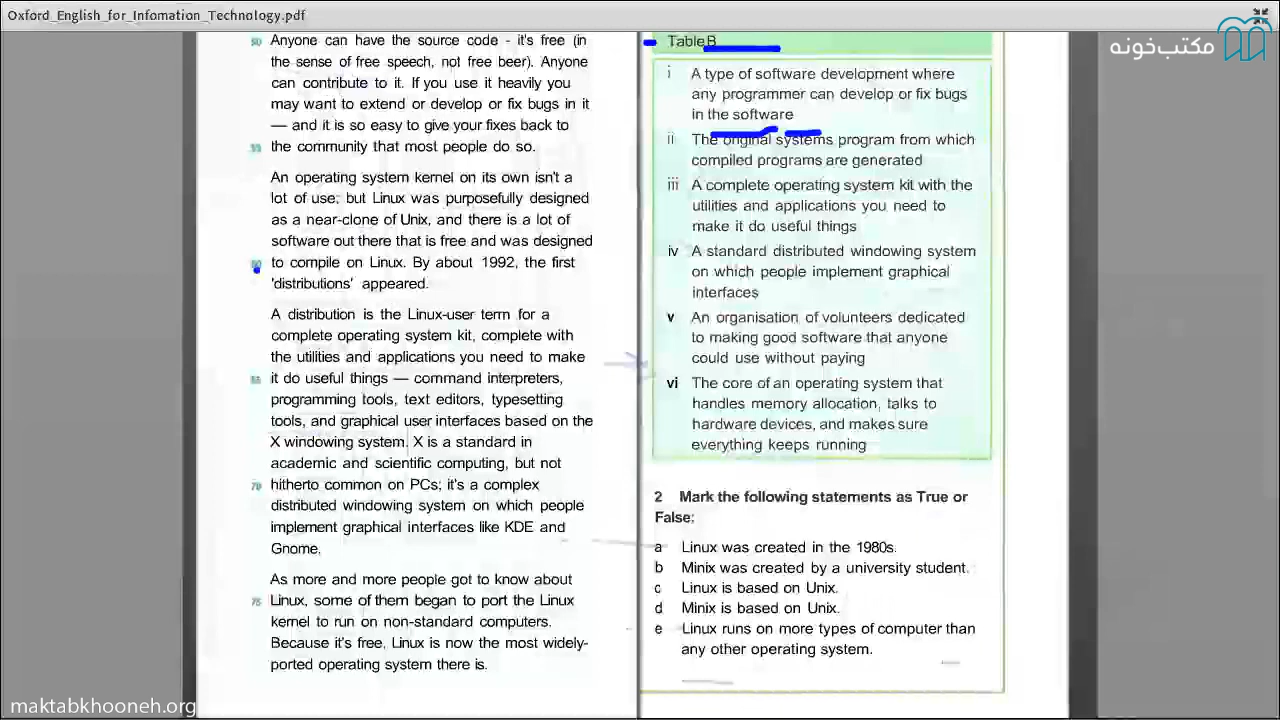 Oxford_English_for_Infomation_Technology.pdf
مکتب‌خونه
50 Anyone can have the source code - it's free (in
the sense of free speech, not free beer). Anyone
can contribute to it. If you use it heavily you
may want to extend or develop or fix bugs in it
— and it is so easy to give your fixes back to
55 the community that most people do so.
An operating system kernel on its own isn't a
lot of use; but Linux was purposefully designed
as a near-clone of Unix, and there is a lot of
software out there that is free and was designed
to compile on Linux. By about 1992, the first
'distributions' appeared.
A distribution is the Linux-user term for a
complete operating system kit, complete with
the utilities and applications you need to make
it do useful things — command interpreters,
programming tools, text editors, typesetting
tools, and graphical user interfaces based on the
X windowing system. X is a standard in
academic and scientific computing, but not
70 hitherto common on PCs; it's a complex
distributed windowing system on which people
implement graphical interfaces like KDE and
Gnome.
As more and more people got to know about
75 Linux, some of them began to port the Linux
kernel to run on non-standard computers.
Because it's free, Linux is now the most widely-
ported operating system there is.
Table B
i A type of software development where
any programmer can develop or fix bugs
in the software
ii The original systems program from which
compiled programs are generated
iii A complete operating system kit with the
utilities and applications you need to
make it do useful things
iv A standard distributed windowing system
on which people implement graphical
interfaces
v An organisation of volunteers dedicated
to making good software that anyone
could use without paying
vi The core of an operating system that
handles memory allocation, talks to
hardware devices, and makes sure
everything keeps running
2 Mark the following statements as True or
False:
a Linux was created in the 1980s.
b Minix was created by a university student.
c Linux is based on Unix.
d Minix is based on Unix.
e Linux runs on more types of computer than
any other operating system.
maktabkhooneh.org